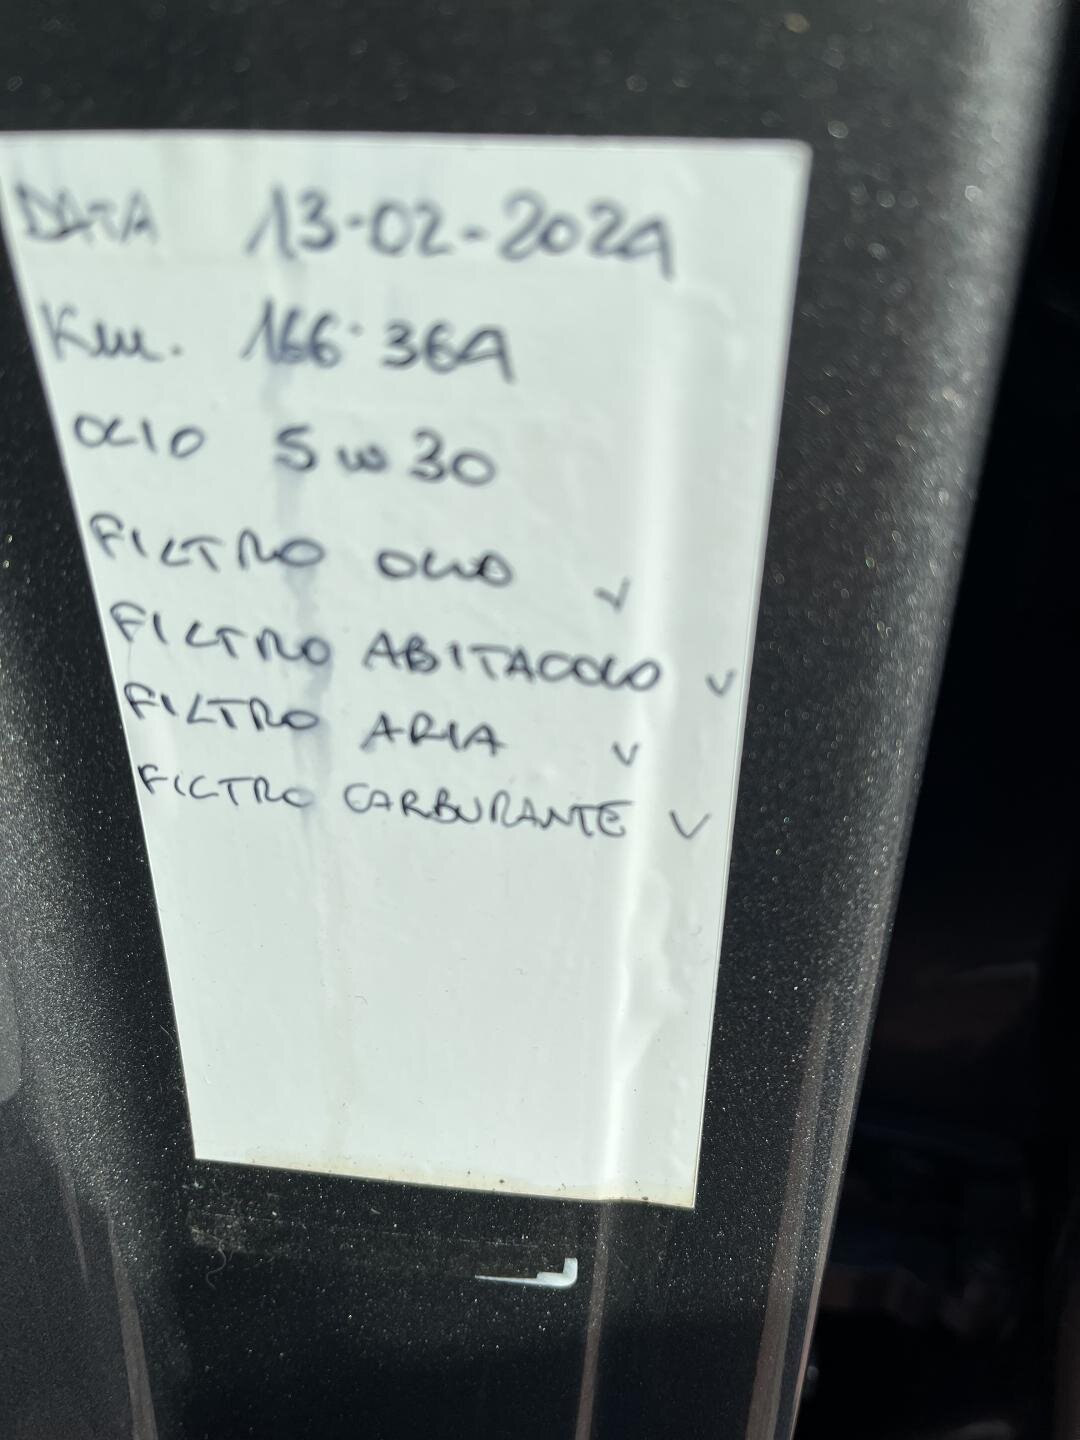 DATA 13-02-2024
Km. 166.364
OLIO 5w30
FILTRO OLIO ✓
FILTRO ABITACOLO ✓
FILTRO ARIA ✓
FILTRO CARBURANTE ✓